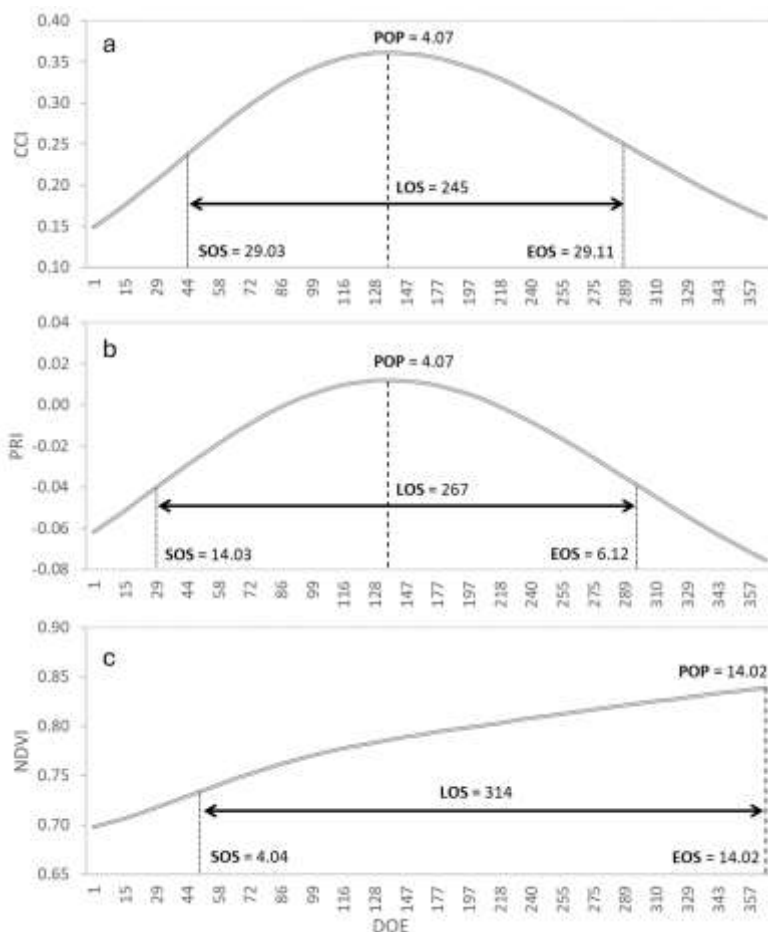 a
POP = 4.07
0.40
0.35
0.30
0.25
0.20
0.15
0.10
CCI
LOS = 245
SOS = 29.03
EOS = 29.11
1 15 29 44 58 72 86 99 116 128 147 177 197 218 240 255 275 289 310 329 343 357
b
POP = 4.07
0.04
0.02
0.00
-0.02
-0.04
-0.06
-0.08
PRI
LOS = 267
SOS = 14.03
EOS = 6.12
1 15 29 44 58 72 86 99 116 128 147 177 197 218 240 255 275 289 310 329 343 357
c
POP = 14.02
0.90
0.85
0.80
0.75
0.70
0.65
NDVI
LOS = 314
SOS = 4.04
EOS = 14.02
1 15 29 44 58 72 86 99 116 128 147 177 197 218 240 255 275 289 310 329 343 357
DOE